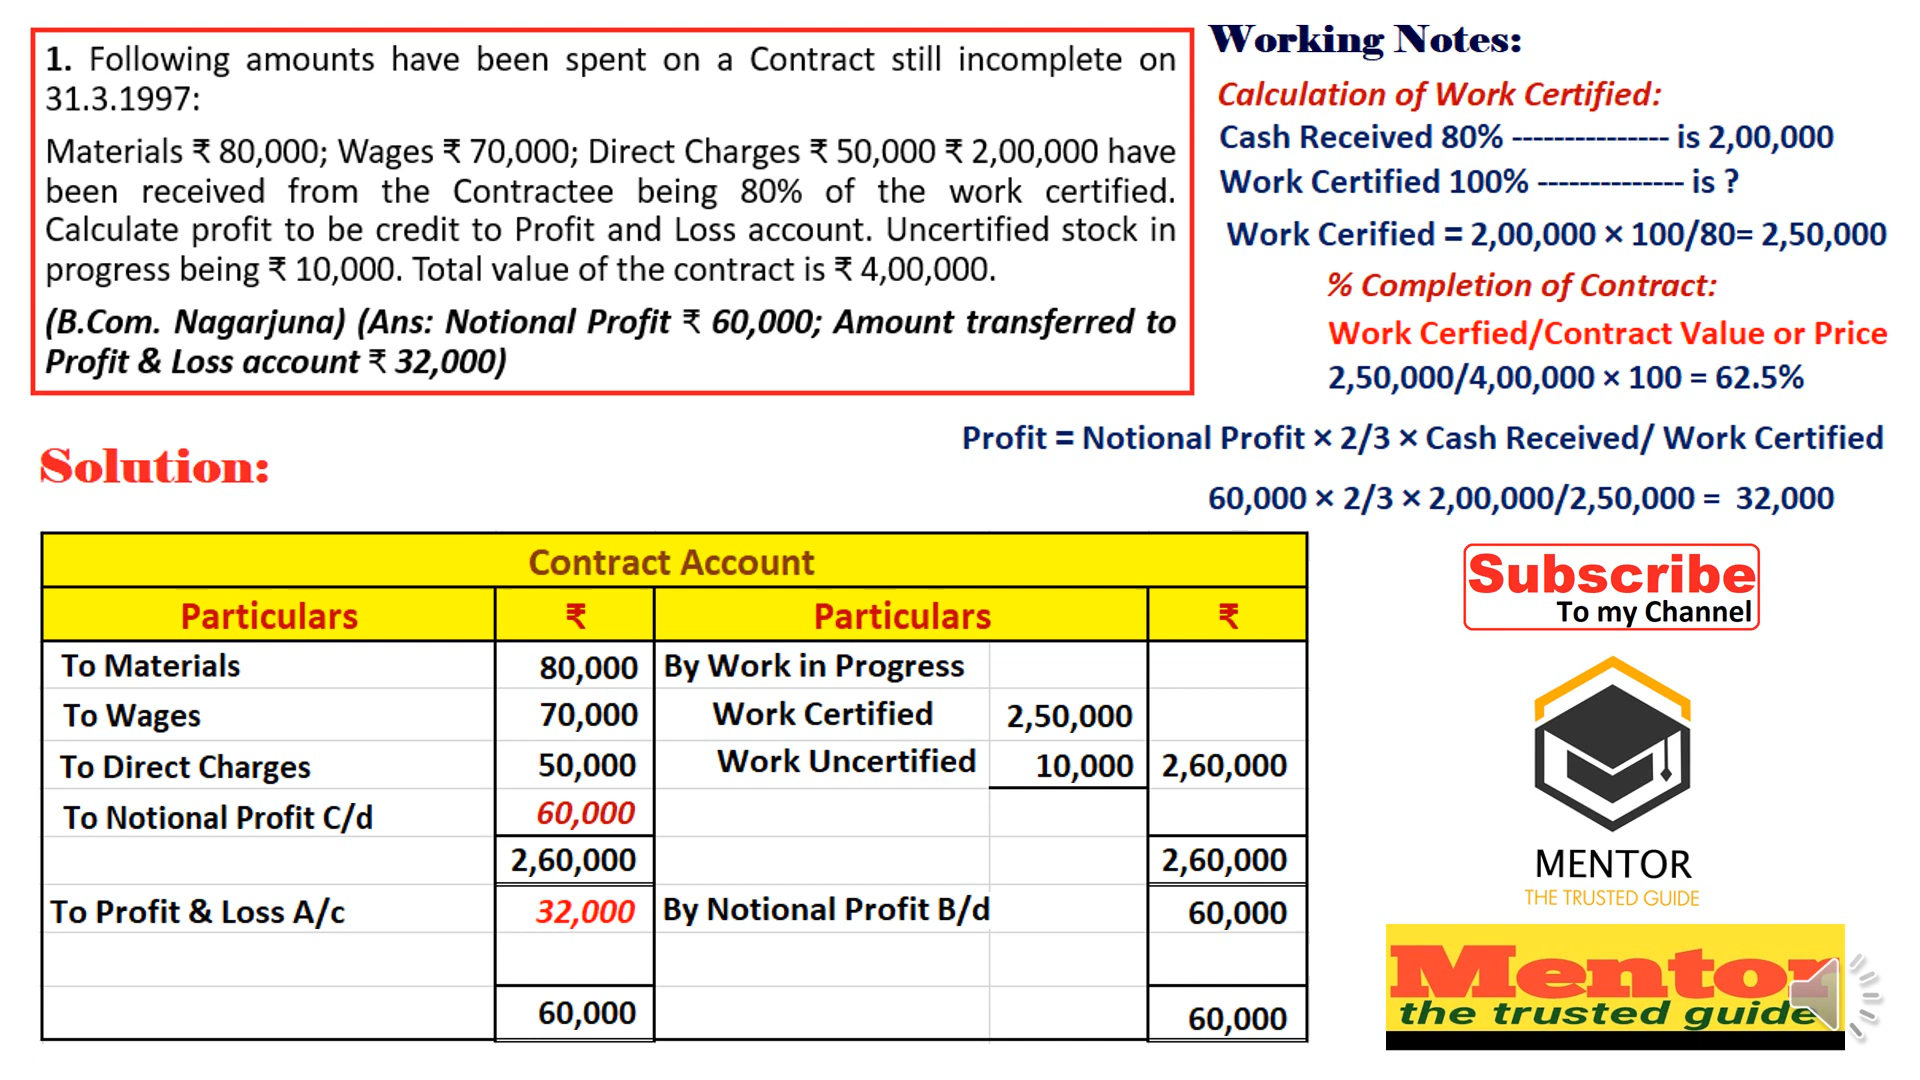 1. Following amounts have been spent on a Contract still incomplete on
31.3.1997:
Materials ₹ 80,000; Wages ₹ 70,000; Direct Charges ₹ 50,000 ₹ 2,00,000 have
been received from the Contractee being 80% of the work certified.
Calculate profit to be credit to Profit and Loss account. Uncertified stock in
progress being ₹ 10,000. Total value of the contract is ₹ 4,00,000.
(B.Com. Nagarjuna) (Ans: Notional Profit ₹ 60,000; Amount transferred to
Profit & Loss account ₹ 32,000)
Working Notes:
Calculation of Work Certified:
Cash Received 80% --------------- is 2,00,000
Work Certified 100% -------------- is ?
Work Cerified = 2,00,000 × 100/80= 2,50,000
% Completion of Contract:
Work Cerfied/Contract Value or Price
2,50,000/4,00,000 × 100 = 62.5%
Profit = Notional Profit × 2/3 × Cash Received/ Work Certified
60,000 × 2/3 × 2,00,000/2,50,000 = 32,000
Solution:
Contract Account
Particulars ₹ Particulars ₹
To Materials 80,000 By Work in Progress
To Wages 70,000 Work Certified 2,50,000
To Direct Charges 50,000 Work Uncertified 10,000 2,60,000
To Notional Profit C/d 60,000
2,60,000 2,60,000
To Profit & Loss A/c 32,000 By Notional Profit B/d 60,000
60,000 60,000
Subscribe
To my Channel
MENTOR
THE TRUSTED GUIDE
Mentor
the trusted guide